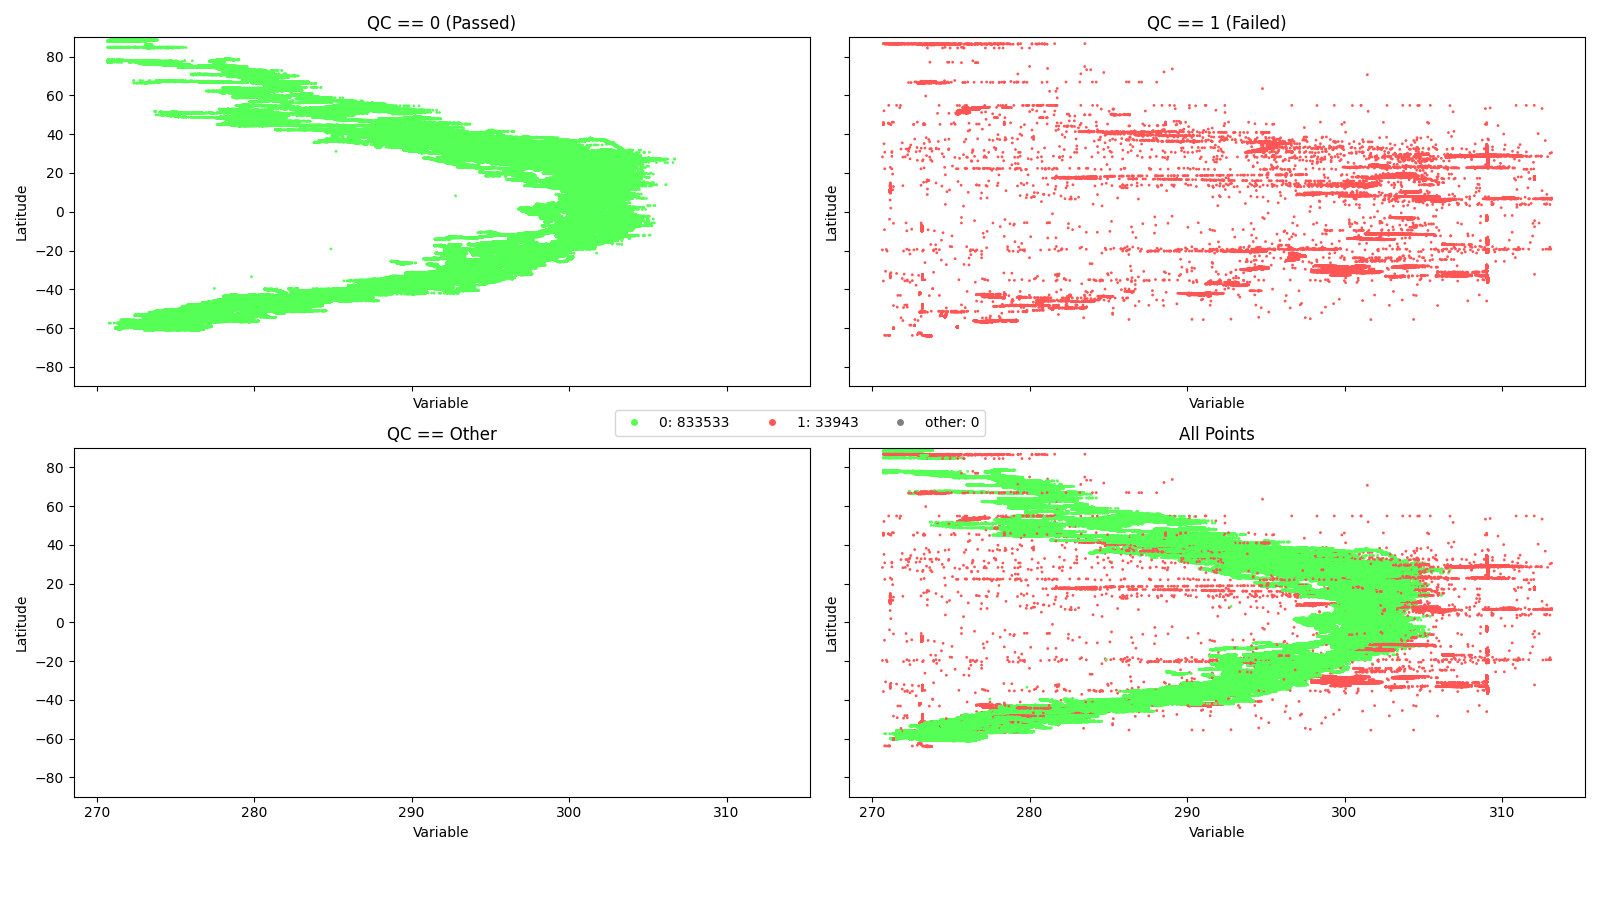 QC == 0 (Passed)
QC == 1 (Failed)
80
60
40
20
0
−20
−40
−60
−80
Latitude
Latitude
Variable
Variable
0: 833533
1: 33943
other: 0
QC == Other
All Points
80
60
40
20
0
−20
−40
−60
−80
Latitude
Latitude
270
280
290
300
310
270
280
290
300
310
Variable
Variable